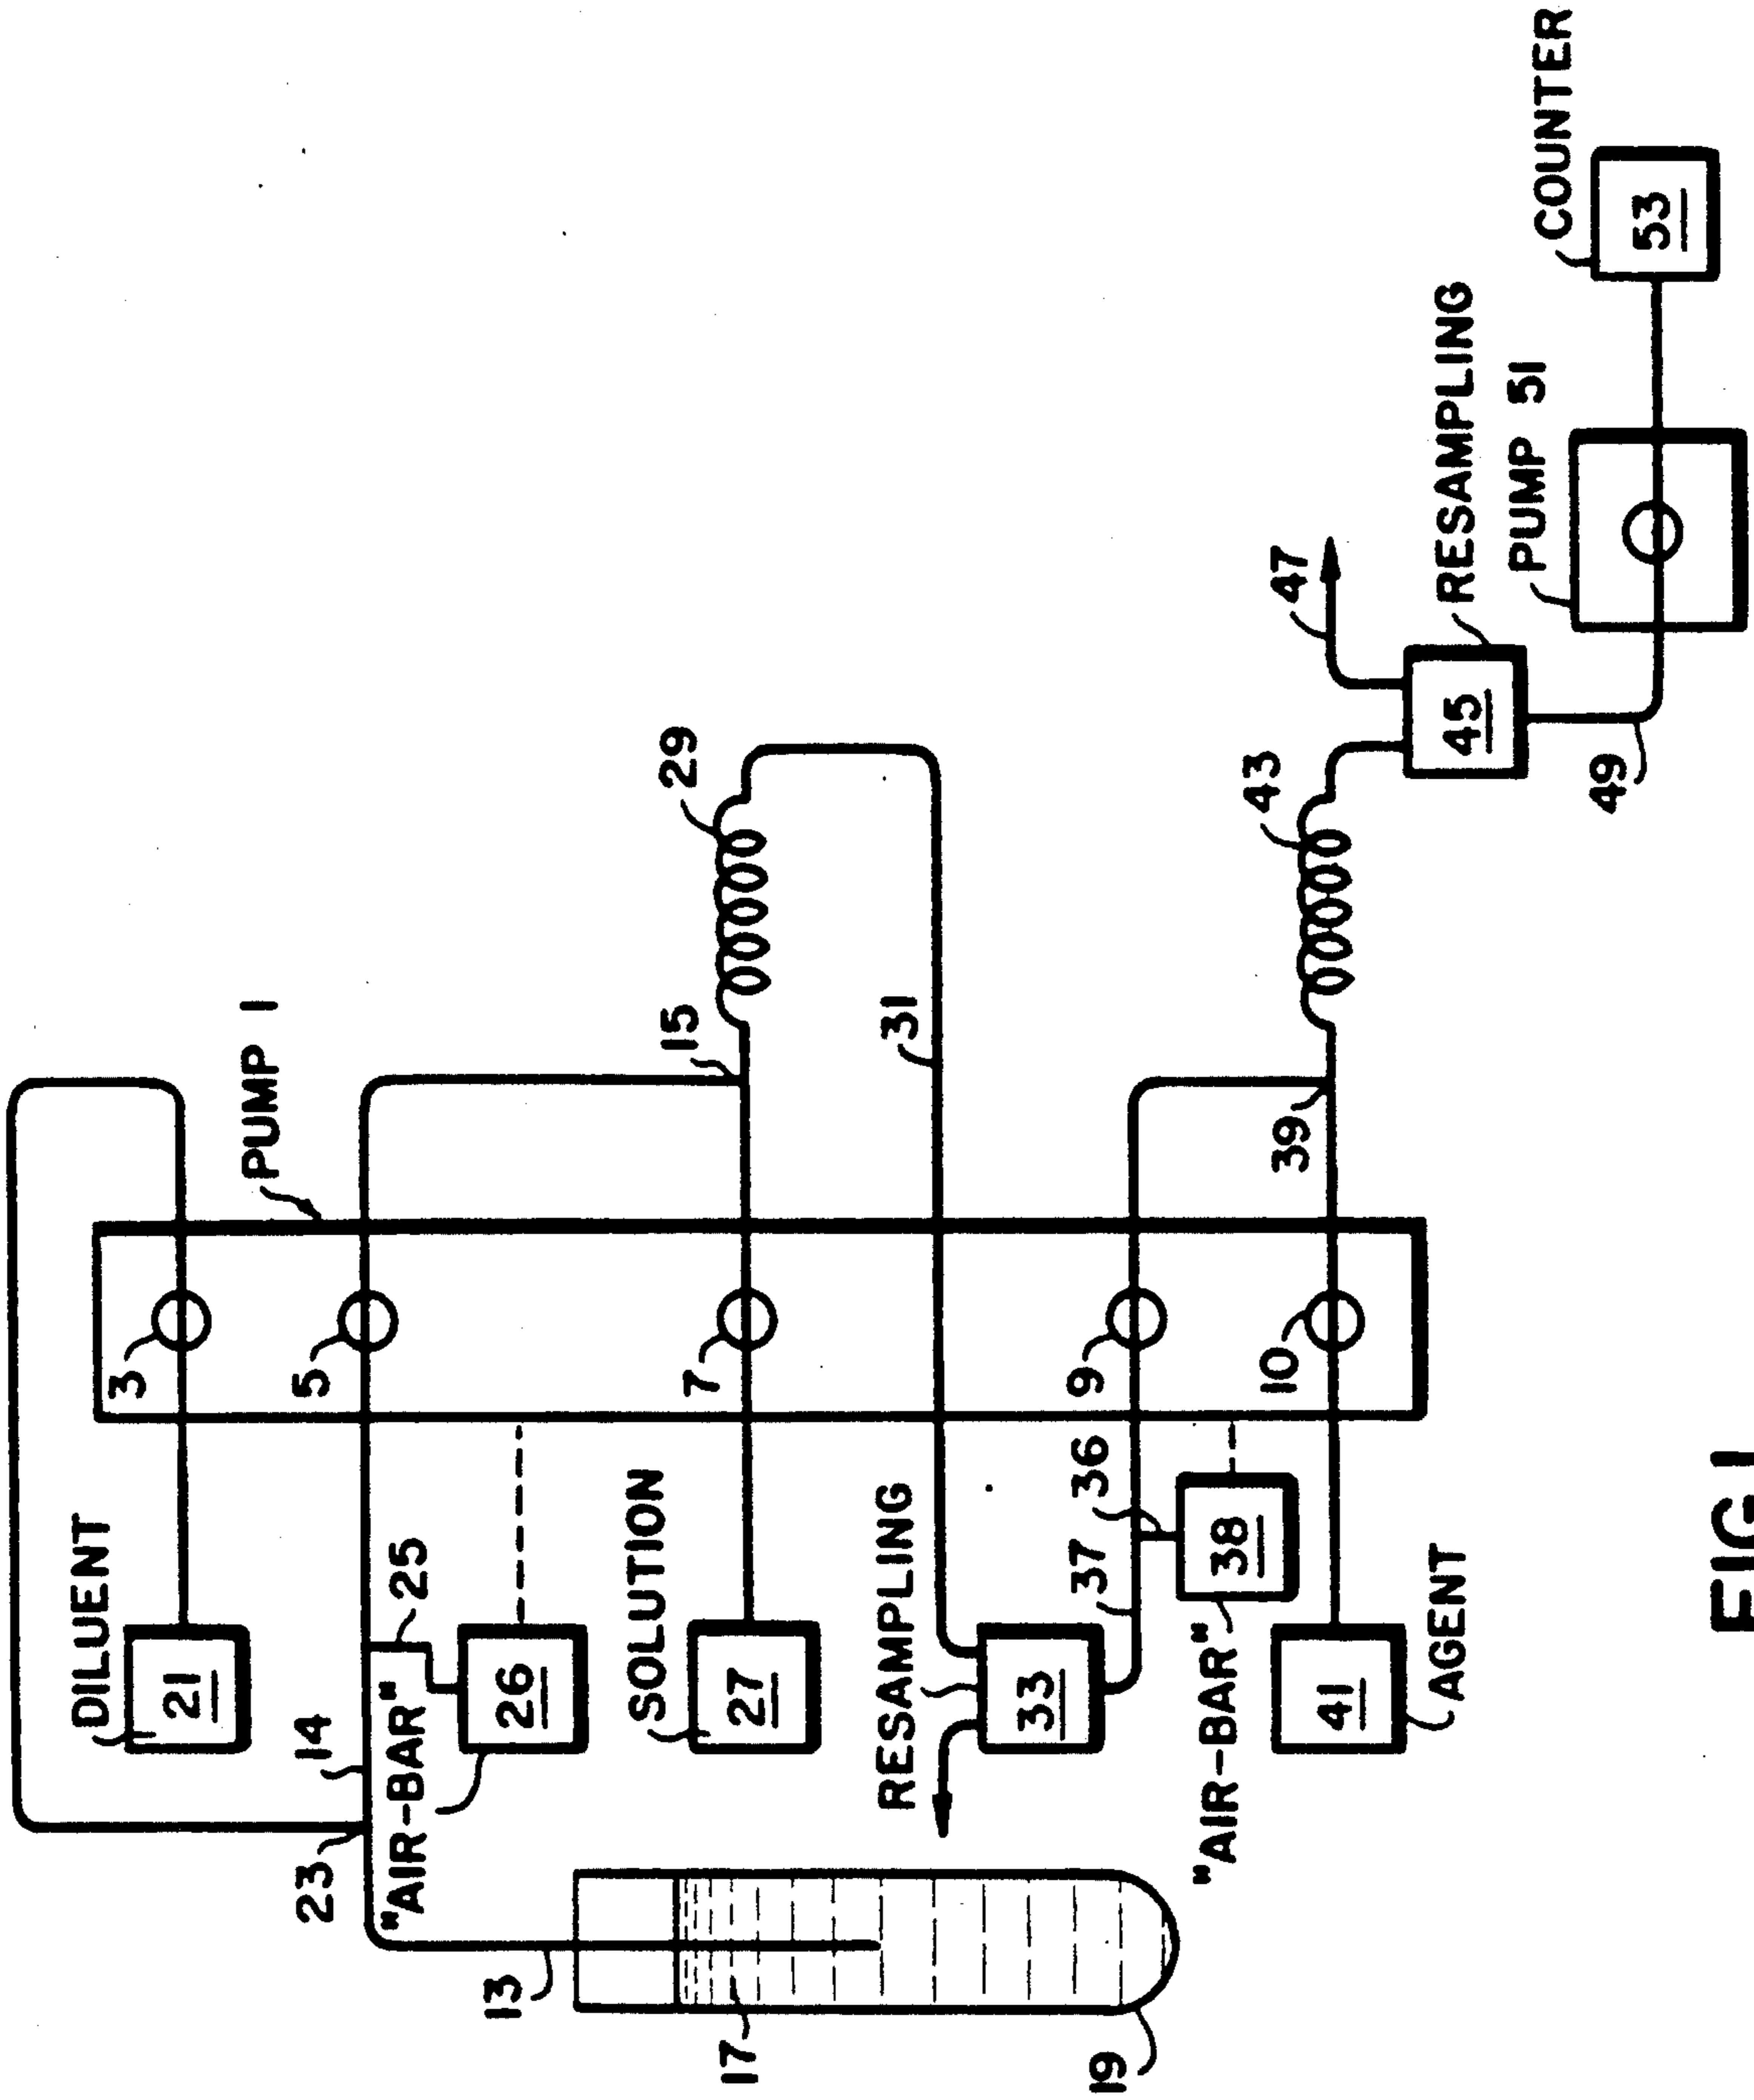 DILUENT
21
3
PUMP 1
23
14
25
5
"AIR-BAR"
26
13
SOLUTION
27
7
15
29
17
19
RESAMPLING
33
31
37
36
9
"AIR-BAR"
38
39
43
47
AGENT
41
10
45
RESAMPLING
49
PUMP 51
COUNTER
53
FIG.1